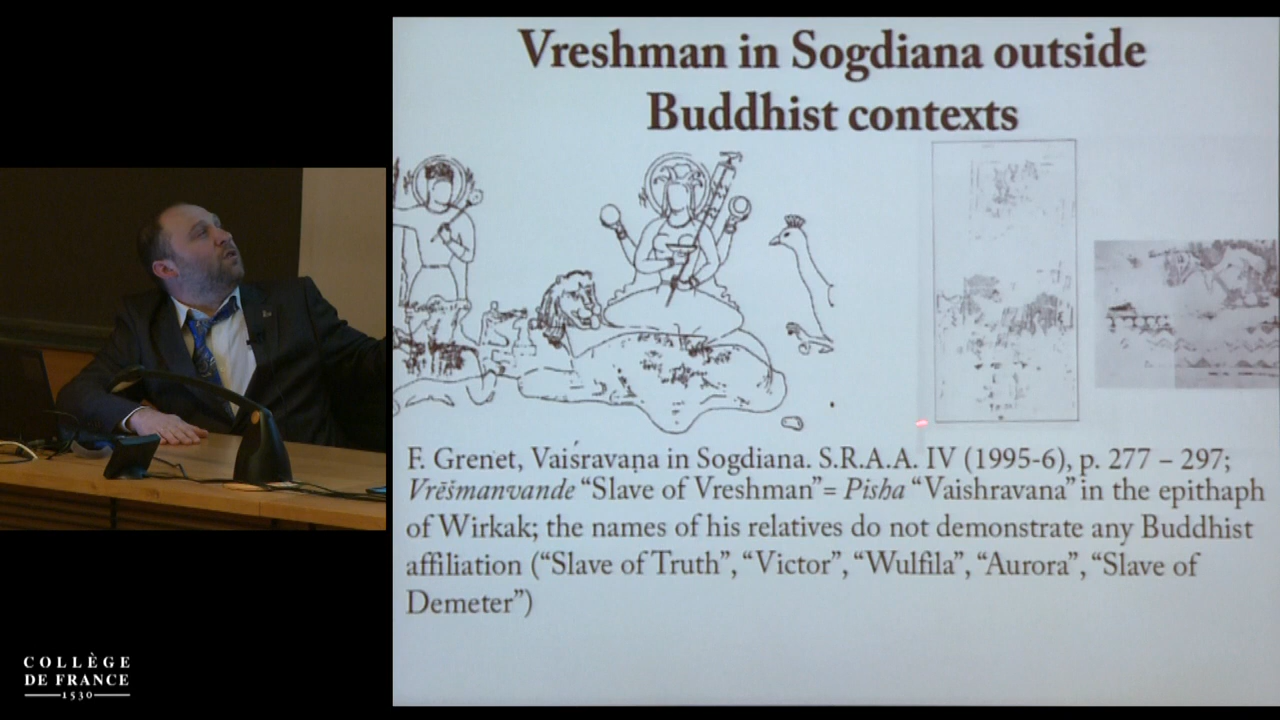 Vreshman in Sogdiana outside
Buddhist contexts
F. Grenet, Vaiśravaṇa in Sogdiana. S.R.A.A. IV (1995-6), p. 277 – 297;
Vrēšmanvande “Slave of Vreshman”= Pisha “Vaishravana” in the epithaph
of Wirkak; the names of his relatives do not demonstrate any Buddhist
affiliation (“Slave of Truth”, “Victor”, “Wulfila”, “Aurora”, “Slave of
Demeter”)
COLLÈGE
DE FRANCE
1530